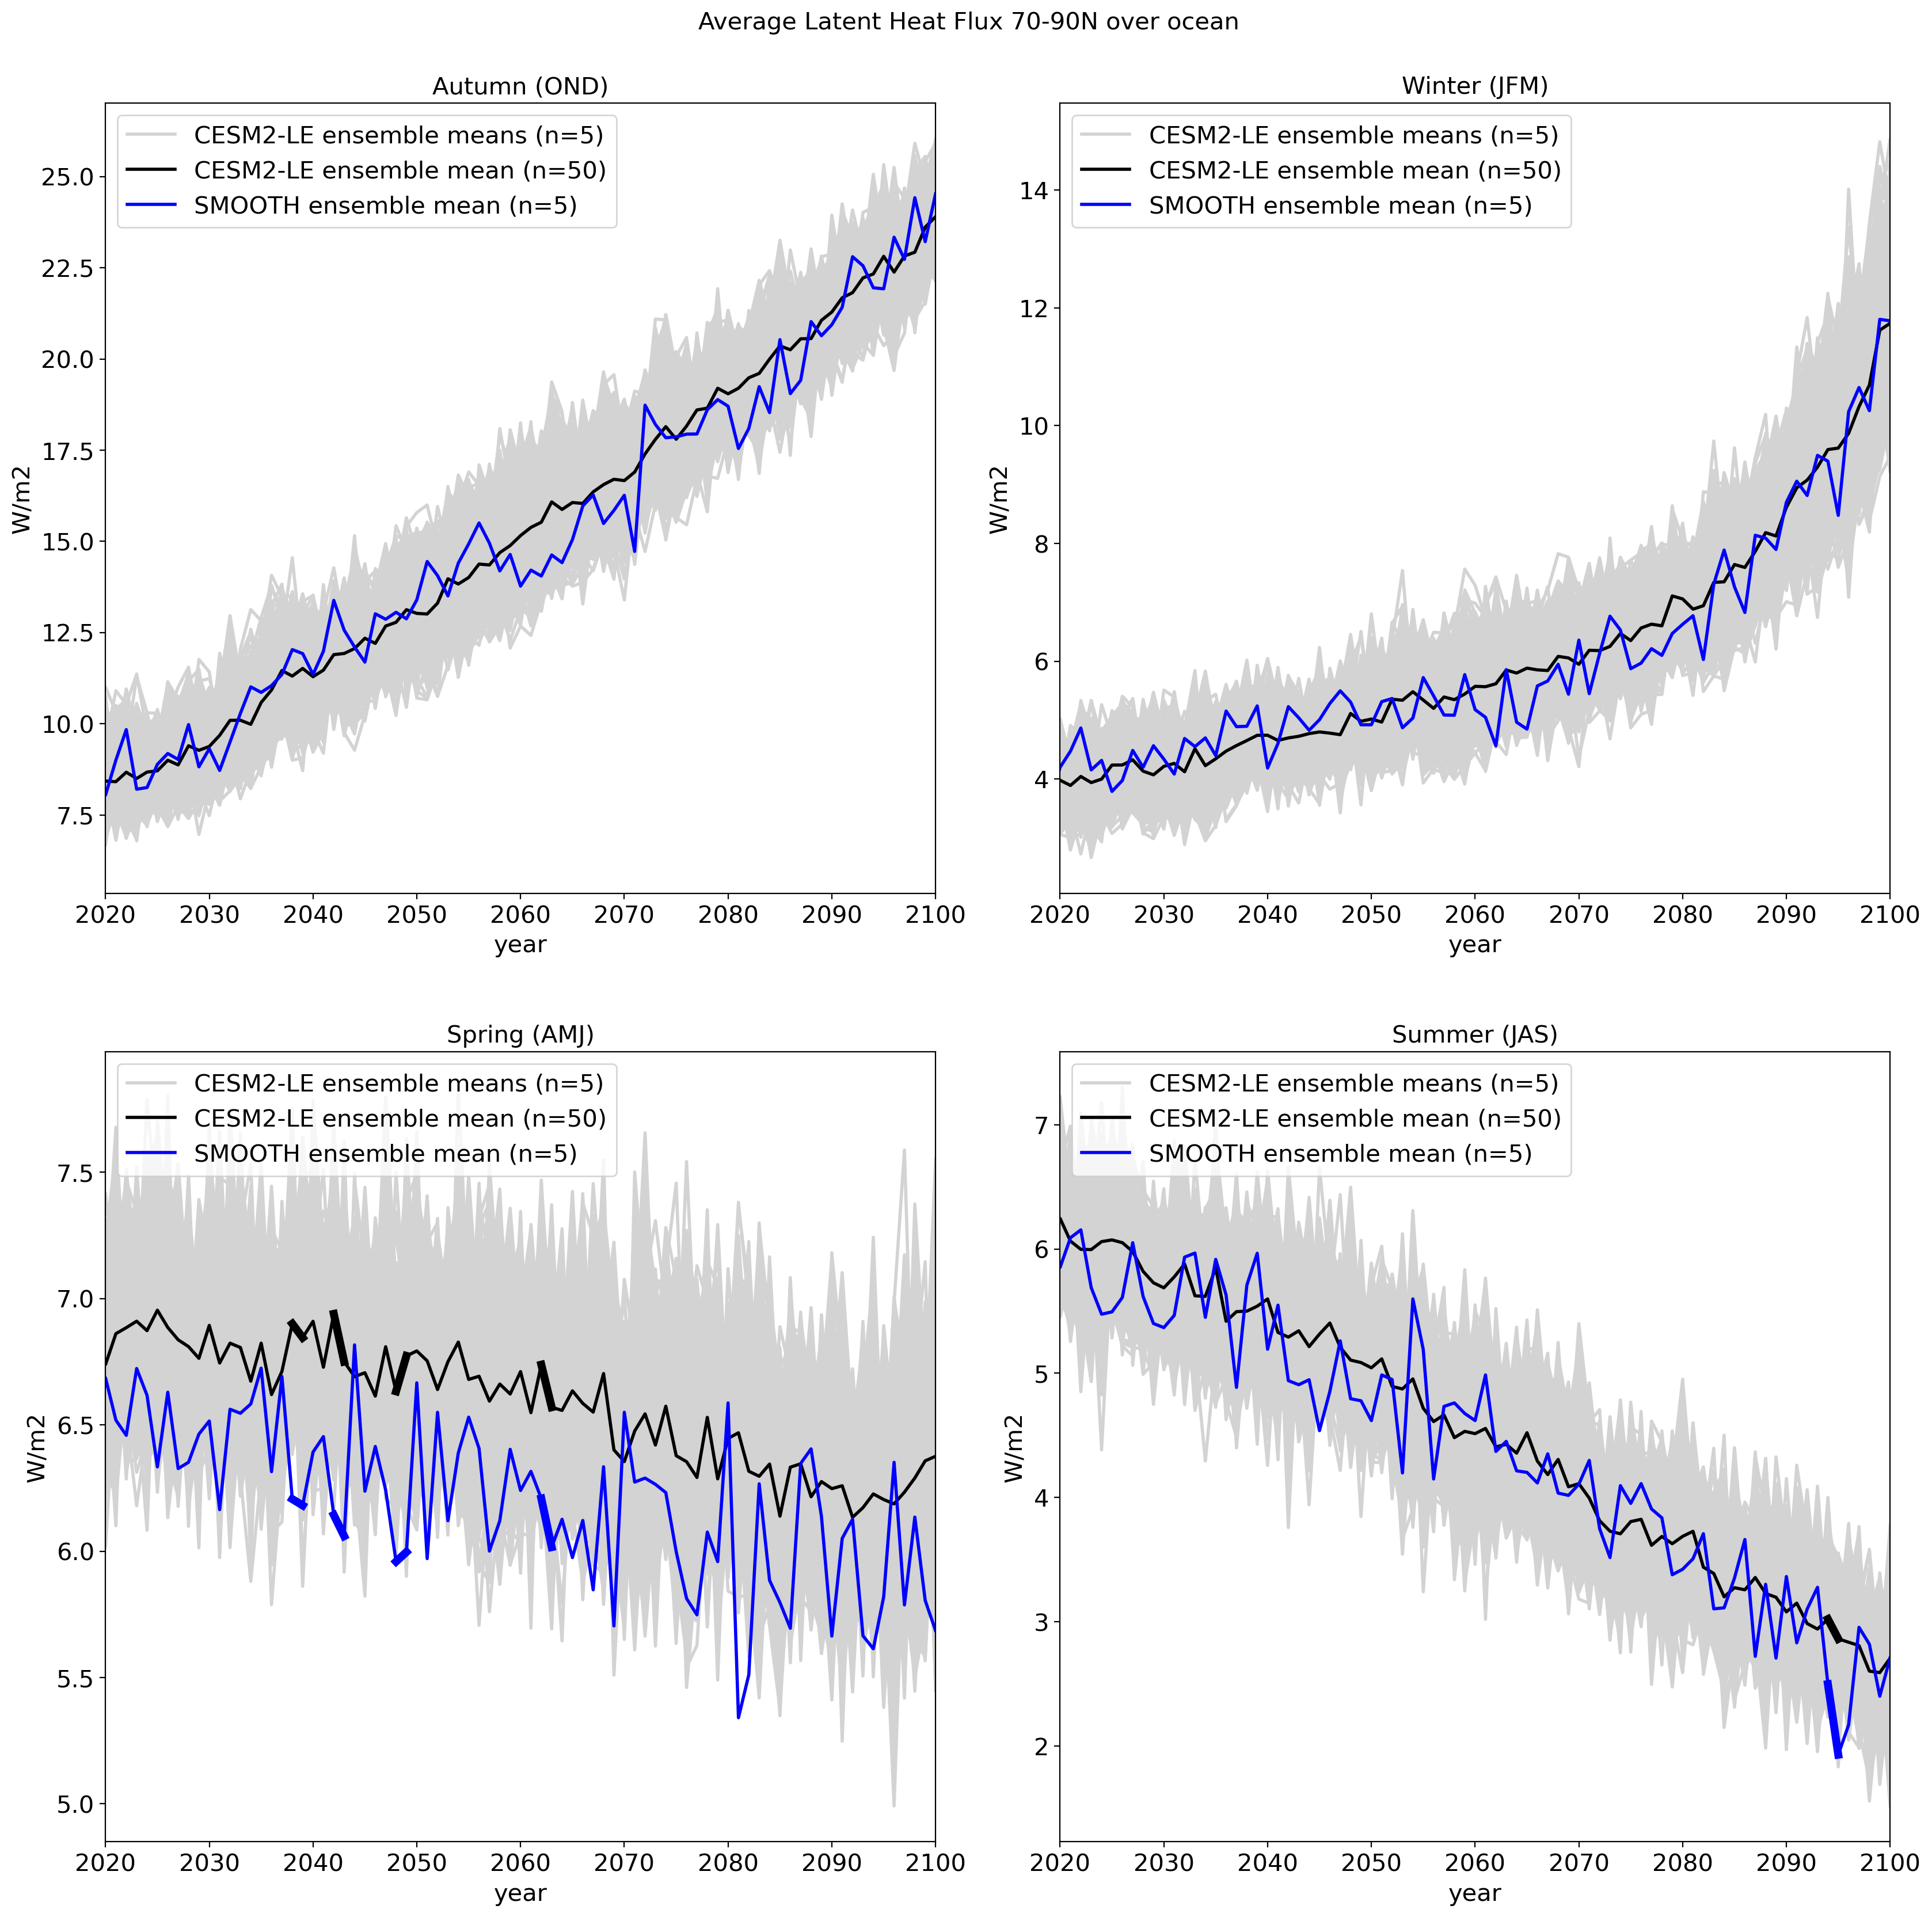 Average Latent Heat Flux 70-90N over ocean
Autumn (OND)
CESM2-LE ensemble means (n=5)
CESM2-LE ensemble mean (n=50)
SMOOTH ensemble mean (n=5)
25.0
22.5
20.0
17.5
15.0
12.5
10.0
7.5
W/m2
2020 2030 2040 2050 2060 2070 2080 2090 2100
year
Winter (JFM)
CESM2-LE ensemble means (n=5)
CESM2-LE ensemble mean (n=50)
SMOOTH ensemble mean (n=5)
14
12
10
8
6
4
W/m2
2020 2030 2040 2050 2060 2070 2080 2090 2100
year
Spring (AMJ)
CESM2-LE ensemble means (n=5)
CESM2-LE ensemble mean (n=50)
SMOOTH ensemble mean (n=5)
7.5
7.0
6.5
6.0
5.5
5.0
W/m2
2020 2030 2040 2050 2060 2070 2080 2090 2100
year
Summer (JAS)
CESM2-LE ensemble means (n=5)
CESM2-LE ensemble mean (n=50)
SMOOTH ensemble mean (n=5)
7
6
5
4
3
2
W/m2
2020 2030 2040 2050 2060 2070 2080 2090 2100
year